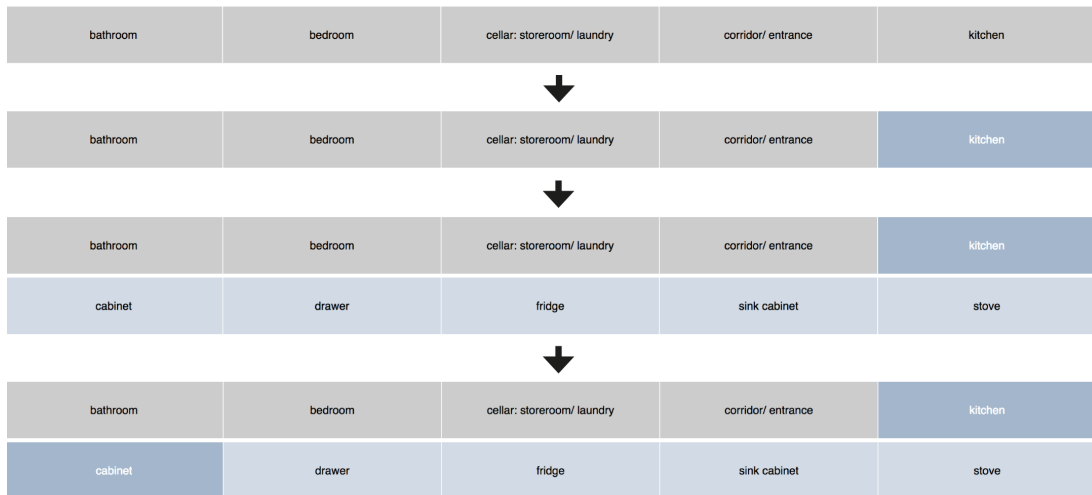 bathroom bedroom cellar: storeroom/ laundry corridor/ entrance kitchen
bathroom bedroom cellar: storeroom/ laundry corridor/ entrance kitchen
bathroom bedroom cellar: storeroom/ laundry corridor/ entrance kitchen
cabinet drawer fridge sink cabinet stove
bathroom bedroom cellar: storeroom/ laundry corridor/ entrance kitchen
cabinet drawer fridge sink cabinet stove